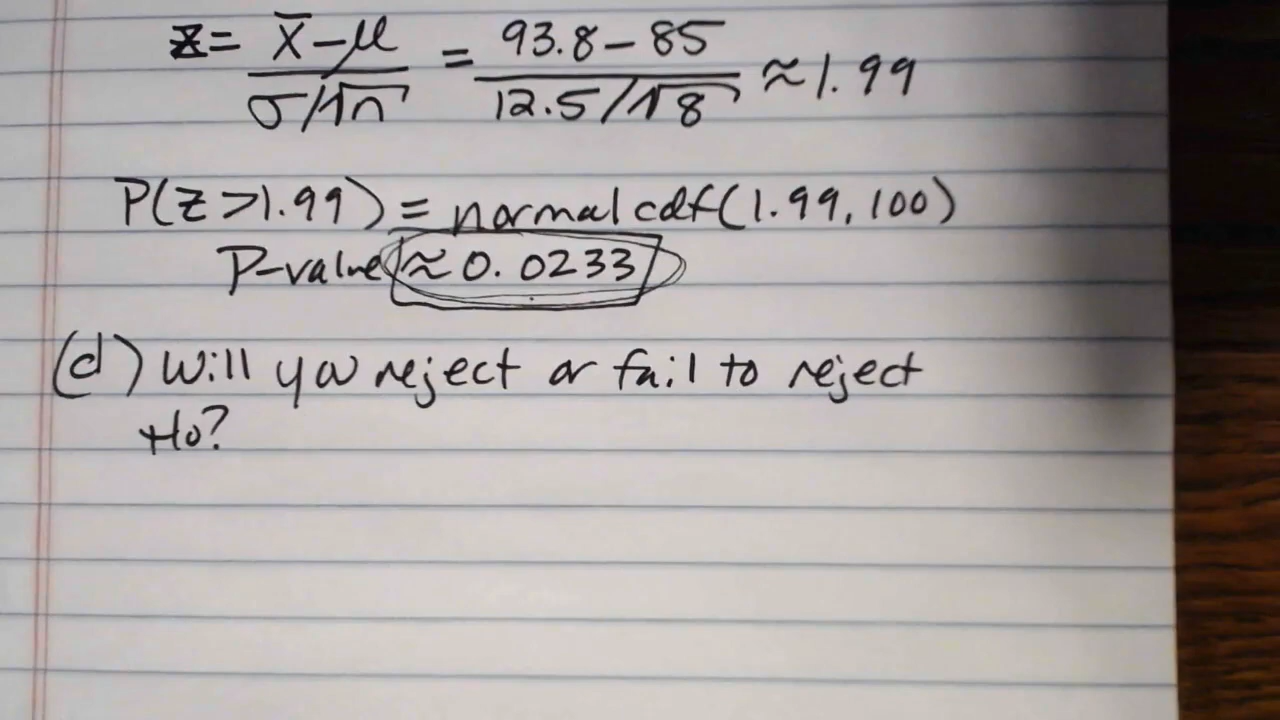 z = x̄ - μ / σ/√n = 93.8 - 85 / 12.5/√8 ≈ 1.99
P(z > 1.99) = normalcdf(1.99, 100)
P-value ≈ 0.0233
(d) Will you reject or fail to reject
Ho?